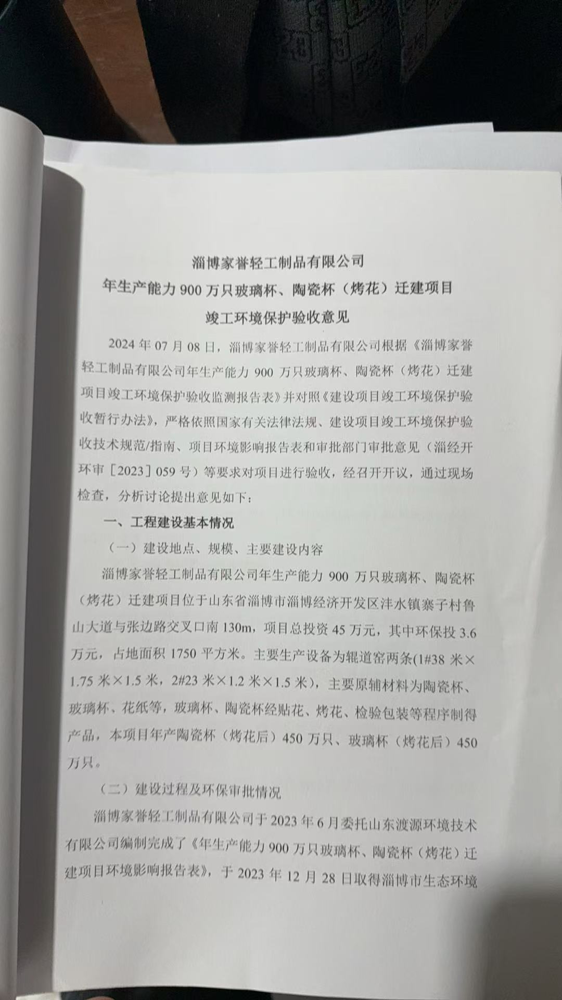 淄博家誉轻工制品有限公司
年生产能力 900 万只玻璃杯、陶瓷杯（烤花）迁建项目
竣工环境保护验收意见
2024 年 07 月 08 日，淄博家誉轻工制品有限公司根据《淄博家誉
轻工制品有限公司年生产能力 900 万只玻璃杯、陶瓷杯（烤花）迁建
项目竣工环境保护验收监测报告表》并对照《建设项目竣工环境保护验
收暂行办法》，严格依照国家有关法律法规、建设项目竣工环境保护验
收技术规范/指南、项目环境影响报告表和审批部门审批意见（淄经开
环审［2023］059 号）等要求对项目进行验收，经召开开议，通过现场
检查，分析讨论提出意见如下：
一、工程建设基本情况
（一）建设地点、规模、主要建设内容
淄博家誉轻工制品有限公司年生产能力 900 万只玻璃杯、陶瓷杯
（烤花）迁建项目位于山东省淄博市淄博经济开发区沣水镇寨子村鲁
山大道与张边路交叉口南 130m，项目总投资 45 万元，其中环保投 3.6
万元，占地面积 1750 平方米。主要生产设备为辊道窑两条(1#38 米×
1.75 米×1.5 米，2#23 米×1.2 米×1.5 米），主要原辅材料为陶瓷杯、
玻璃杯、花纸等，玻璃杯、陶瓷杯经贴花、烤花、检验包装等程序制得
产品，本项目年产陶瓷杯（烤花后）450 万只、玻璃杯（烤花后）450
万只。
（二）建设过程及环保审批情况
淄博家誉轻工制品有限公司于 2023 年 6 月委托山东渡源环境技术
有限公司编制完成了《年生产能力 900 万只玻璃杯、陶瓷杯（烤花）迁
建项目环境影响报告表》，于 2023 年 12 月 28 日取得淄博市生态环境